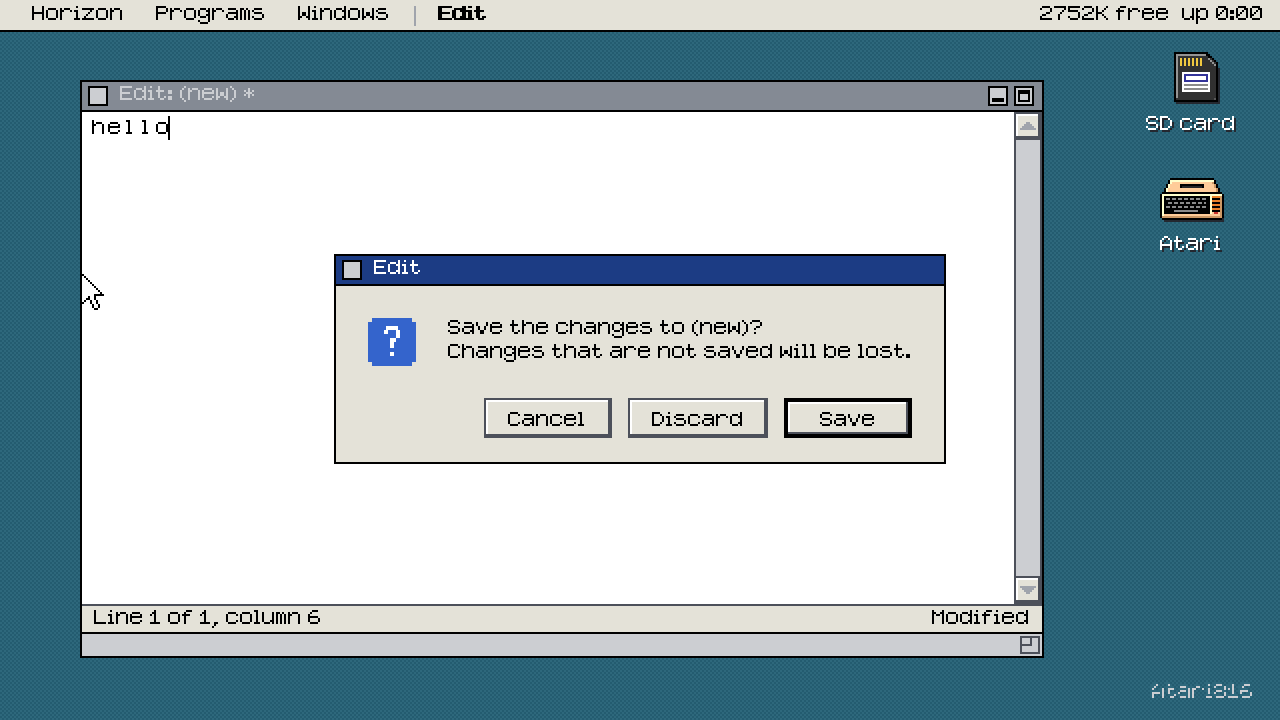 Horizon Programs Windows | Edit 2752K free up 0:00
SD card
Atari
Edit: (new) *
hello
Edit
?
Save the changes to (new)?
Changes that are not saved will be lost.
Cancel Discard Save
Line 1 of 1, column 6 Modified
Atari816